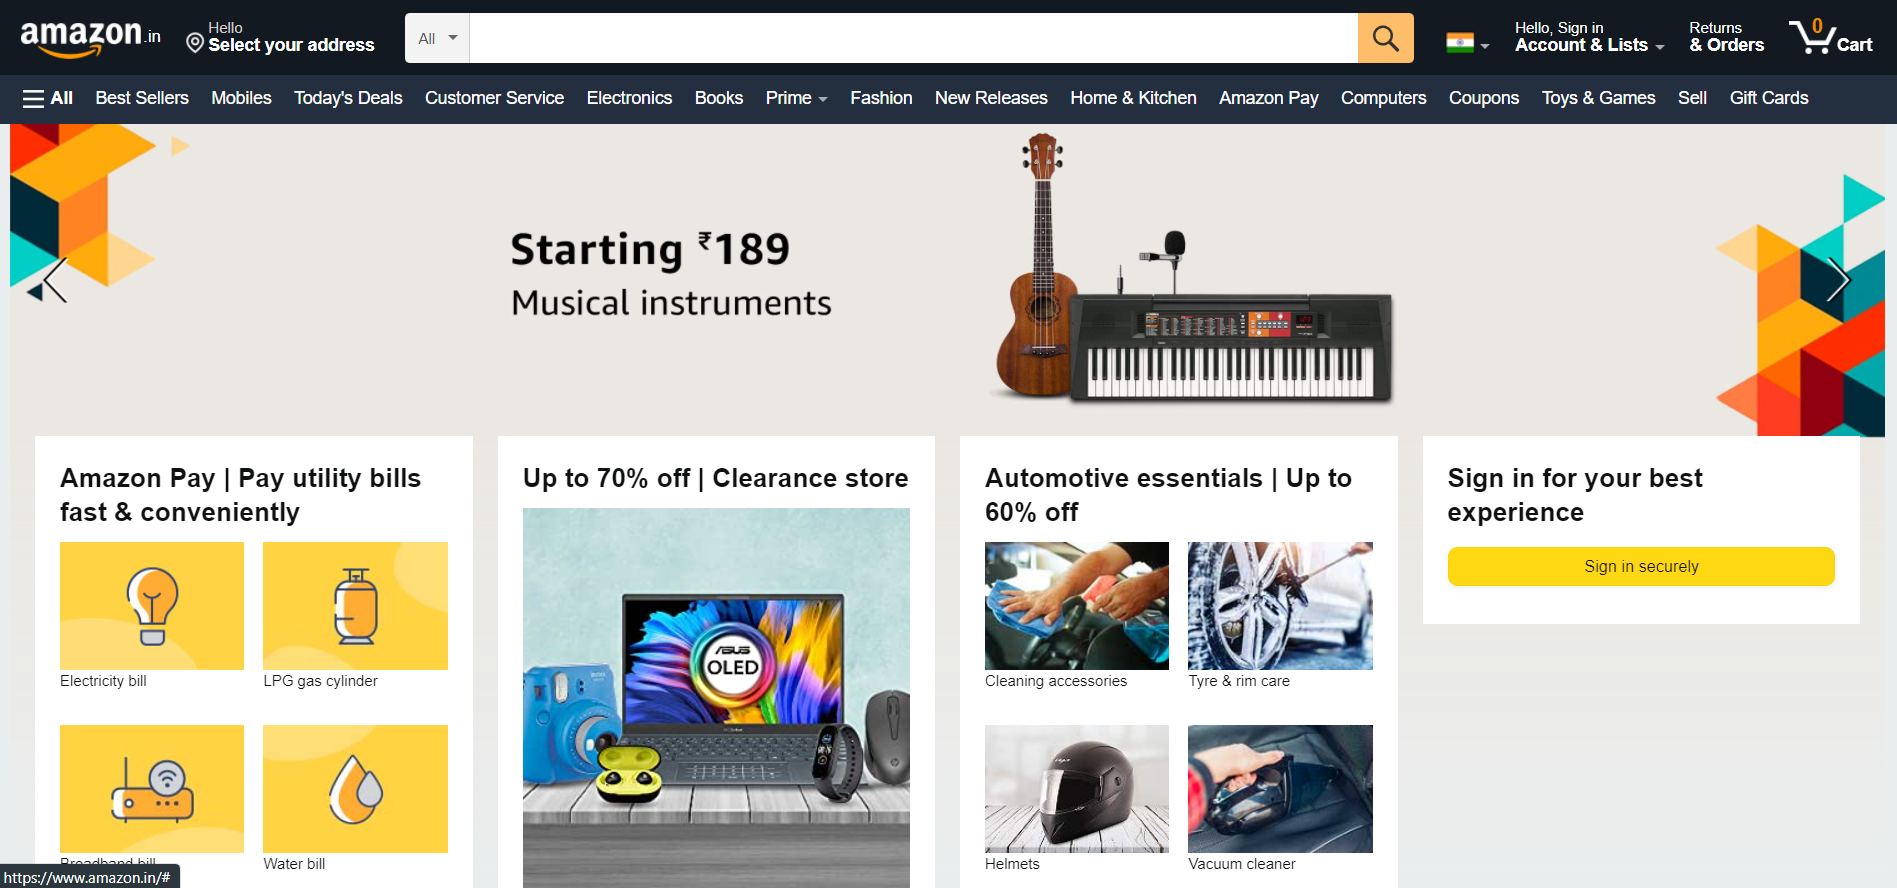 amazon.in
Hello
Select your address
All
Hello, Sign in
Account & Lists
Returns
& Orders
0
Cart
All Best Sellers Mobiles Today's Deals Customer Service Electronics Books Prime Fashion New Releases Home & Kitchen Amazon Pay Computers Coupons Toys & Games Sell Gift Cards
Starting ₹189
Musical instruments
Amazon Pay | Pay utility bills
fast & conveniently
Electricity bill
LPG gas cylinder
Broadband bill
Water bill
Up to 70% off | Clearance store
ASUS
OLED
hp
Automotive essentials | Up to
60% off
Cleaning accessories
Tyre & rim care
Helmets
Vacuum cleaner
Sign in for your best
experience
Sign in securely
https://www.amazon.in/#